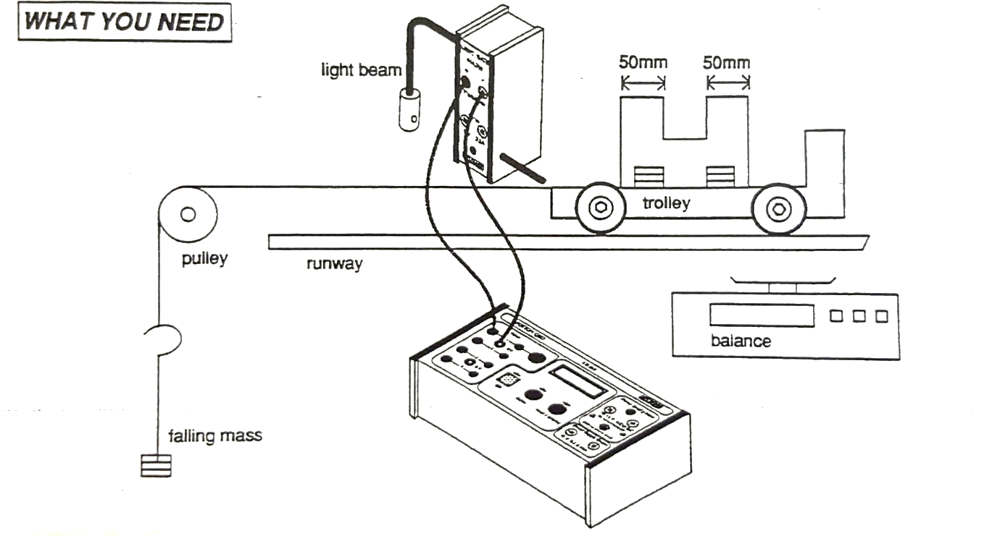 WHAT YOU NEED
light beam
50mm 50mm
trolley
pulley
runway
balance
falling mass